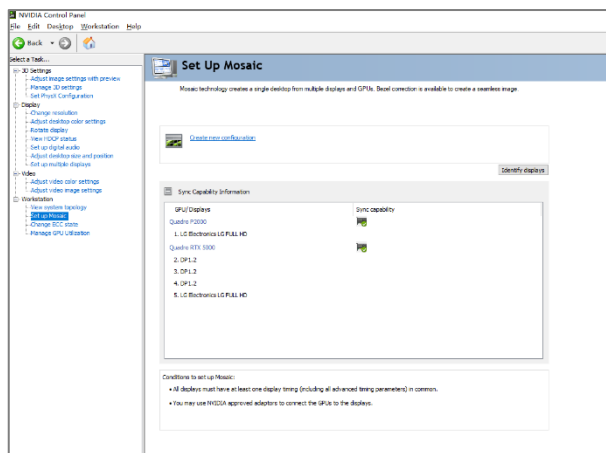 NVIDIA Control Panel
File Edit Desktop Workstation Help
Back
Select a Task...
3D Settings
Adjust image settings with preview
Manage 3D settings
Set PhysX Configuration
Display
Change resolution
Adjust desktop color settings
Rotate display
View HDCP status
Set up digital audio
Adjust desktop size and position
Set up multiple displays
Video
Adjust video color settings
Adjust video image settings
Workstation
View system topology
Set up Mosaic
Change ECC state
Manage GPU Utilization
Set Up Mosaic
Mosaic technology creates a single desktop from multiple displays and GPUs. Bezel correction is available to create a seamless image.
Create new configuration
Identify displays
Sync Capability Information
GPU/Displays Sync capability
Quadro P2000
1. LG Electronics LG FULL HD
Quadro RTX 5000
2. DP1.2
3. DP1.2
4. DP1.2
5. LG Electronics LG FULL HD
Conditions to set up Mosaic:
• All displays must have at least one display timing (including all advanced timing parameters) in common.
• You may use NVIDIA approved adaptors to connect the GPUs to the displays.